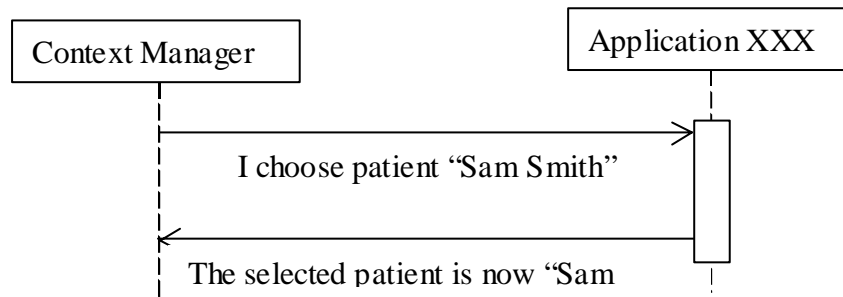 Context Manager
Application XXX
I choose patient “Sam Smith”
The selected patient is now “Sam